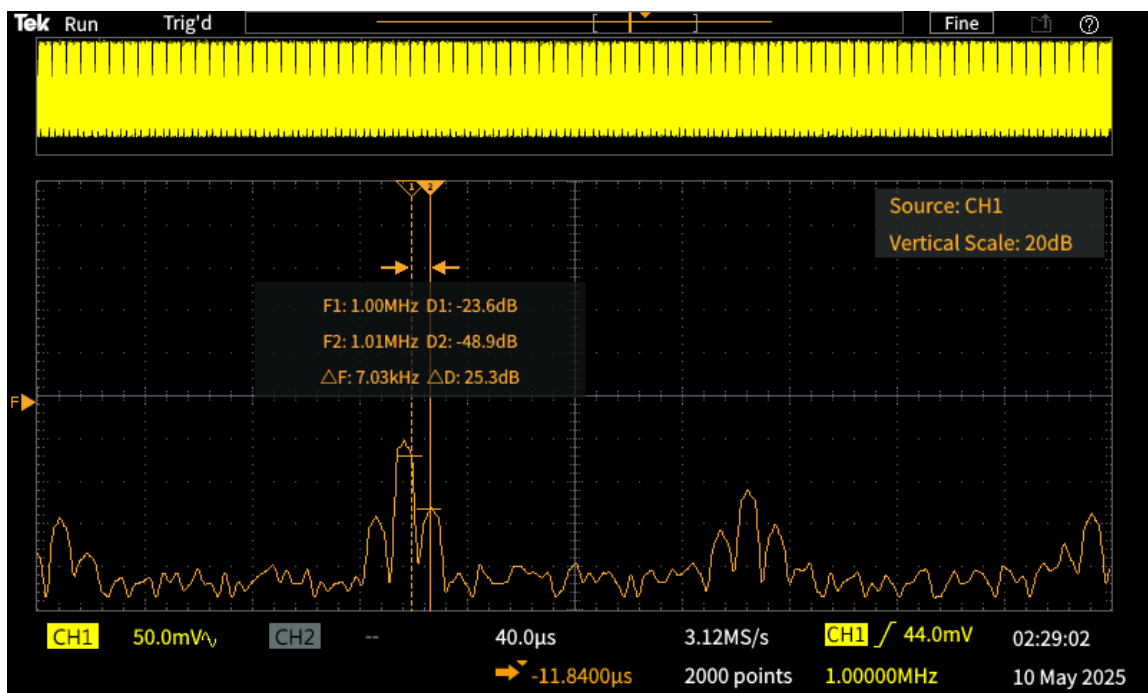 Tek Run Trig'd Fine
1 2
Source: CH1
Vertical Scale: 20dB
F1: 1.00MHz D1: -23.6dB
F2: 1.01MHz D2: -48.9dB
△F: 7.03kHz △D: 25.3dB
F
CH1 50.0mV CH2 -- 40.0μs 3.12MS/s CH1 44.0mV 02:29:02
-11.8400μs 2000 points 1.00000MHz 10 May 2025